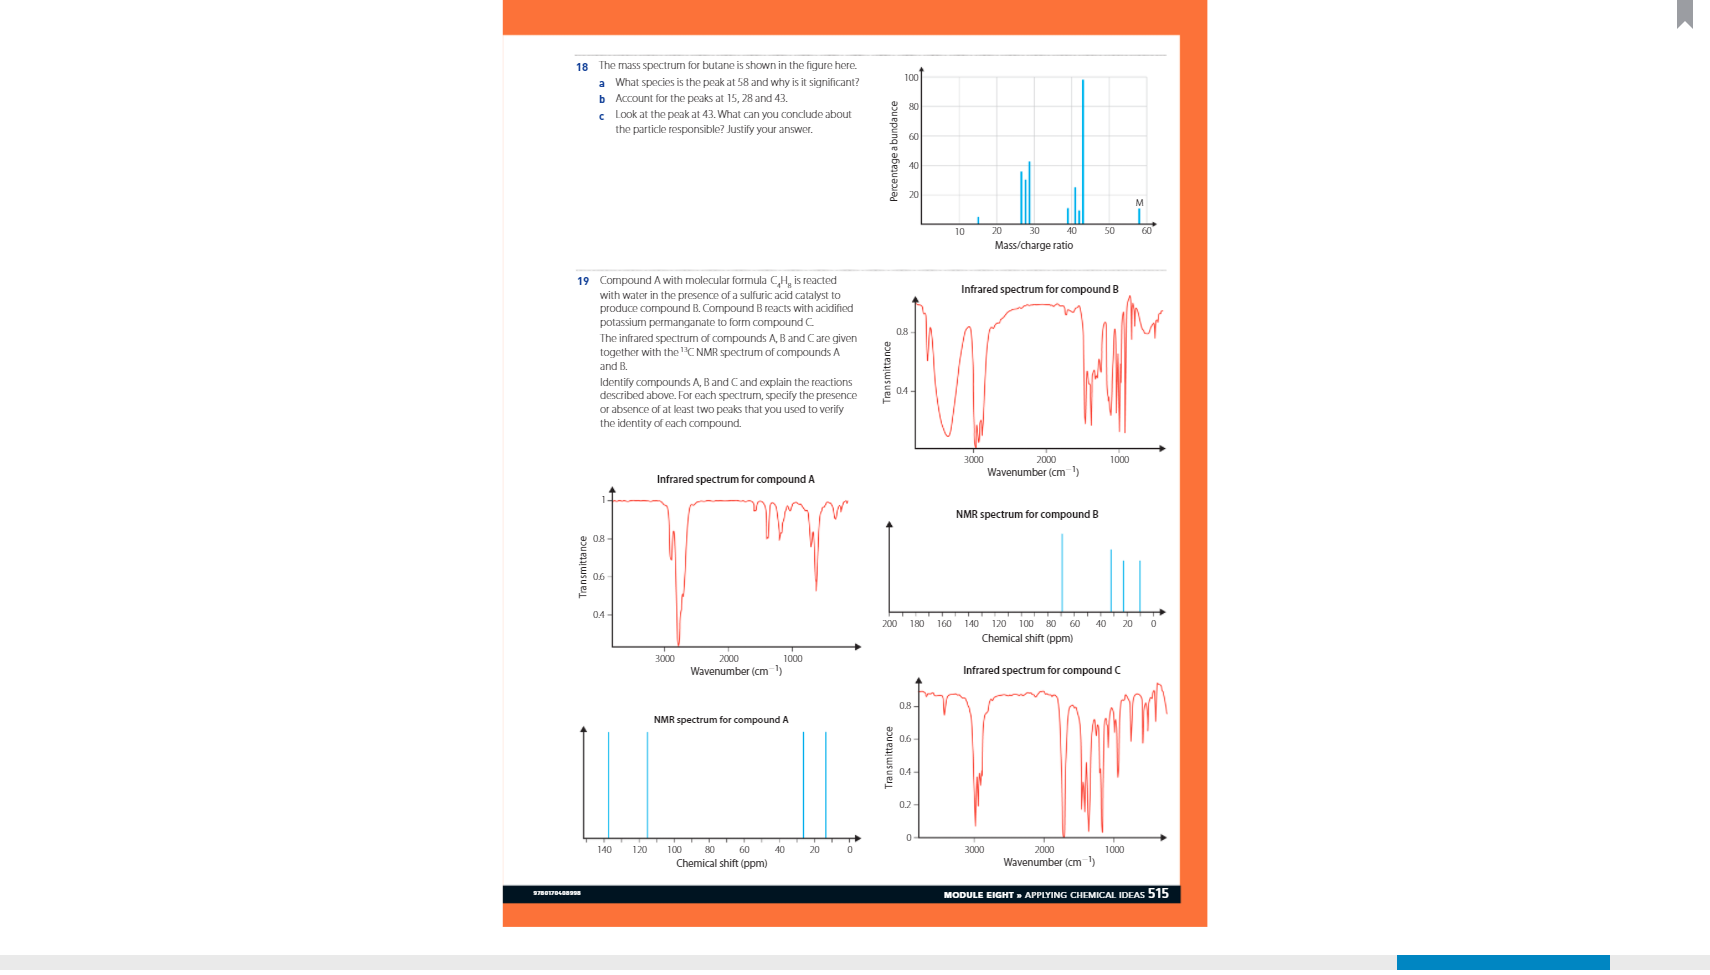 18 The mass spectrum for butane is shown in the figure here.
a What species is the peak at 58 and why is it significant?
b Account for the peaks at 15, 28 and 43.
c Look at the peak at 43. What can you conclude about
the particle responsible? Justify your answer.
100
80
60
40
20
Percentage abundance
M
10 20 30 40 50 60
Mass/charge ratio
19 Compound A with molecular formula C₄H₈ is reacted
with water in the presence of a sulfuric acid catalyst to
produce compound B. Compound B reacts with acidified
potassium permanganate to form compound C.
The infrared spectrum of compounds A, B and C are given
together with the ¹³C NMR spectrum of compounds A
and B.
Identify compounds A, B and C and explain the reactions
described above. For each spectrum, specify the presence
or absence of at least two peaks that you used to verify
the identity of each compound.
Infrared spectrum for compound B
0.8
0.4
Transmittance
3000 2000 1000
Wavenumber (cm⁻¹)
Infrared spectrum for compound A
1
0.8
0.6
0.4
Transmittance
3000 2000 1000
Wavenumber (cm⁻¹)
NMR spectrum for compound B
200 180 160 140 120 100 80 60 40 20 0
Chemical shift (ppm)
NMR spectrum for compound A
140 120 100 80 60 40 20 0
Chemical shift (ppm)
Infrared spectrum for compound C
0.8
0.6
0.4
0.2
0
Transmittance
3000 2000 1000
Wavenumber (cm⁻¹)
9780170408998
MODULE EIGHT » APPLYING CHEMICAL IDEAS 515